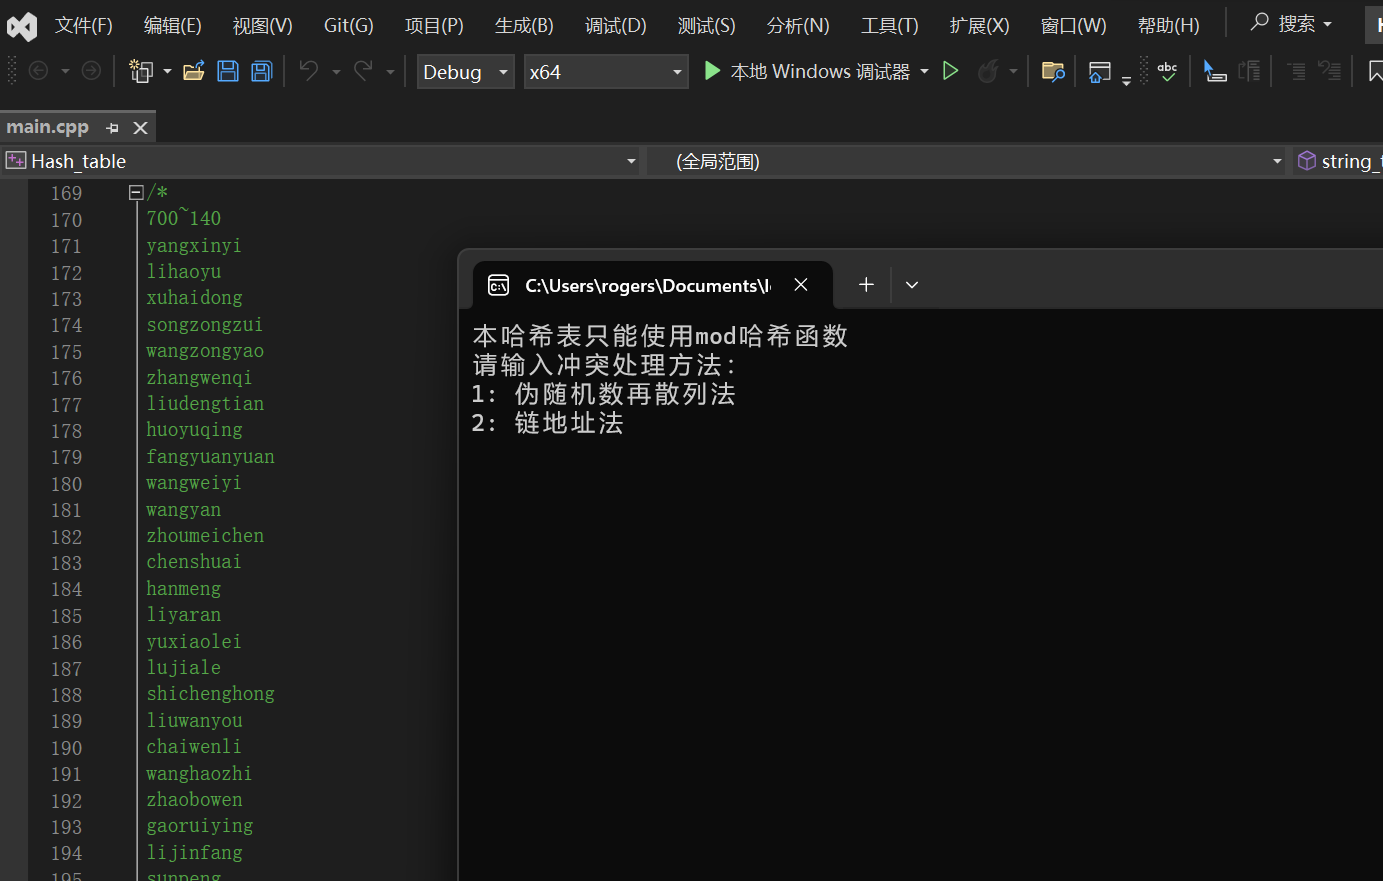 文件(F) 编辑(E) 视图(V) Git(G) 项目(P) 生成(B) 调试(D) 测试(S) 分析(N) 工具(T) 扩展(X) 窗口(W) 帮助(H) 搜索
Debug x64 本地 Windows 调试器 abc
main.cpp
Hash_table (全局范围) string_
169 /*
170 700~140
171 yangxinyi
172 lihaoyu
173 xuhaidong
174 songzongzui
175 wangzongyao
176 zhangwenqi
177 liudengtian
178 huoyuqing
179 fangyuanyuan
180 wangweiyi
181 wangyan
182 zhoumeichen
183 chenshuai
184 hanmeng
185 liyaran
186 yuxiaolei
187 lujiale
188 shichenghong
189 liuwanyou
190 chaiwenli
191 wanghaozhi
192 zhaobowen
193 gaoruiying
194 lijinfang
195 sunpeng
C:\Users\rogers\Documents\l
本哈希表只能使用mod哈希函数
请输入冲突处理方法:
1: 伪随机数再散列法
2: 链地址法